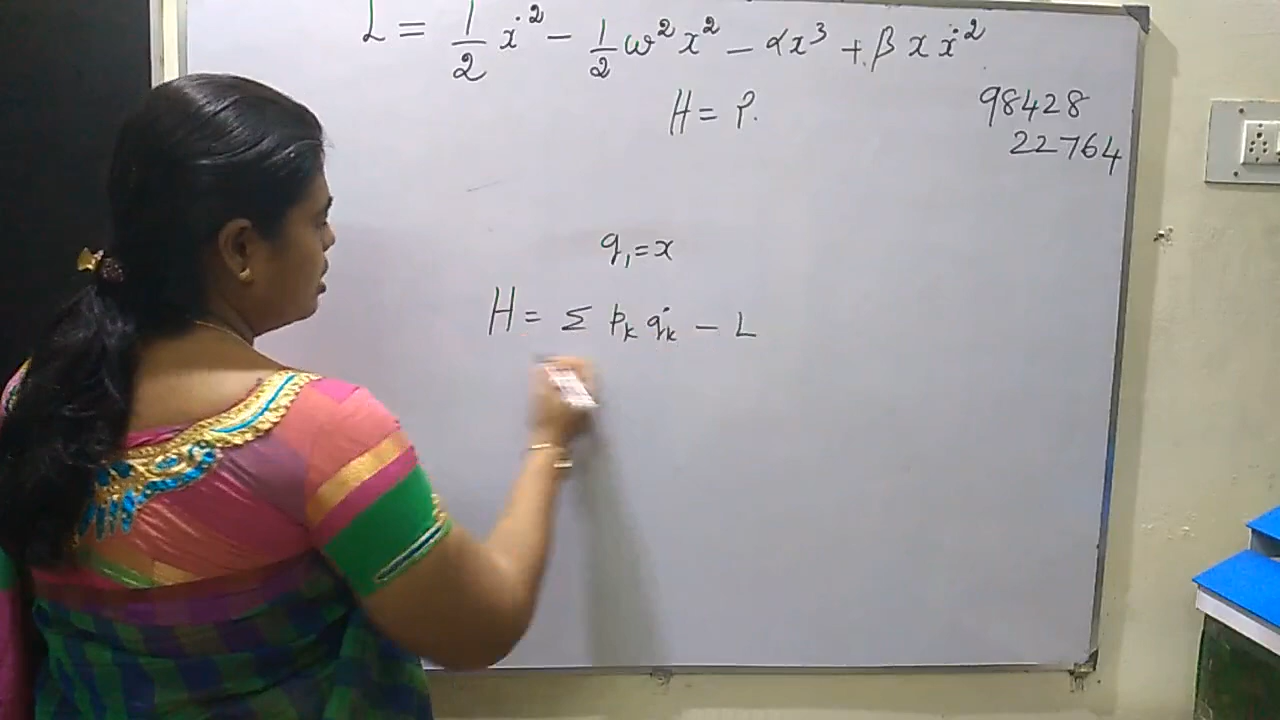 L = 1/2 ẋ² − 1/2 ω² x² − αx³ + β x ẋ²
H = ?.
98428
22764
q₁ = x
H = Σ pₖ q̇ₖ − L